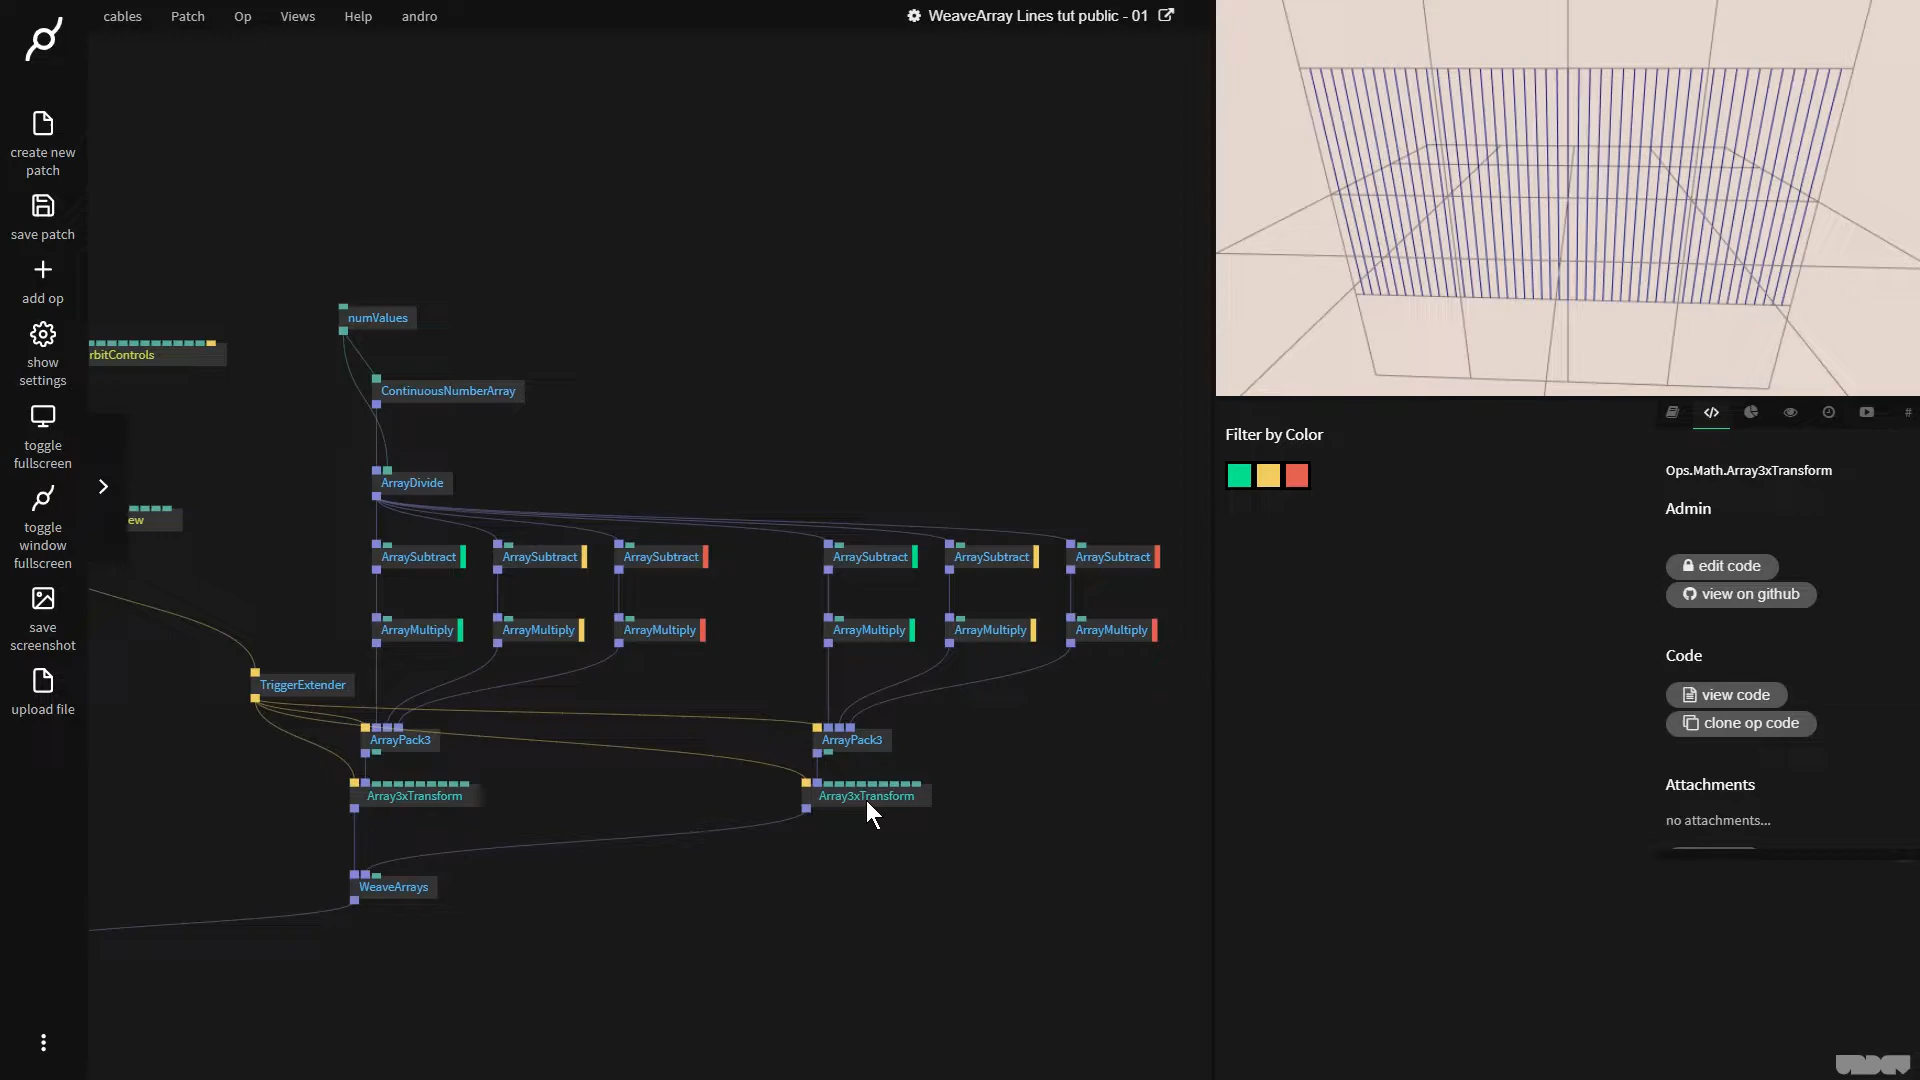 cables
Patch
Op
Views
Help
andro
WeaveArray Lines tut public - 01
create new
patch
save patch
add op
show
settings
toggle
fullscreen
toggle
window
fullscreen
save
screenshot
upload file
numValues
rbitControls
ContinuousNumberArray
ArrayDivide
ew
ArraySubtract
ArraySubtract
ArraySubtract
ArraySubtract
ArraySubtract
ArraySubtract
ArrayMultiply
ArrayMultiply
ArrayMultiply
ArrayMultiply
ArrayMultiply
ArrayMultiply
TriggerExtender
ArrayPack3
ArrayPack3
Array3xTransform
Array3xTransform
WeaveArrays
Filter by Color
#
Ops.Math.Array3xTransform
Admin
edit code
view on github
Code
view code
clone op code
Attachments
no attachments...